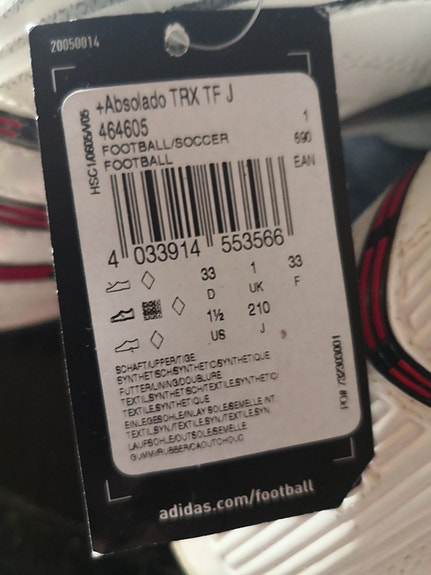 20050014
+Absolado TRX TF J
464605
FOOTBALL/SOCCER
FOOTBALL
1
690
EAN
HSC1/0605/V05
4 033914 553566
33 1 33
D UK F
1½ 210
US J
SCHAFT/UPPER/TIGE
SYNTHETISCH/SYNTHETIC/SYNTHETIQUE
FUTTER/LINING/DOUBLURE
TEXTIL,SYNTHETISCH/TEXTILE,SYNTHETIC/
TEXTILE,SYNTHETIQUE
EINLEGESOHLE/INLAY SOLE/SEMELLE INT.
TEXTIL,SYN./TEXTILE,SYN./TEXTILE,SYN
LAUFSOHLE/OUTSOLE/SEMELLE
GUMMI/RUBBER/CAOUTCHOUC
adidas.com/football